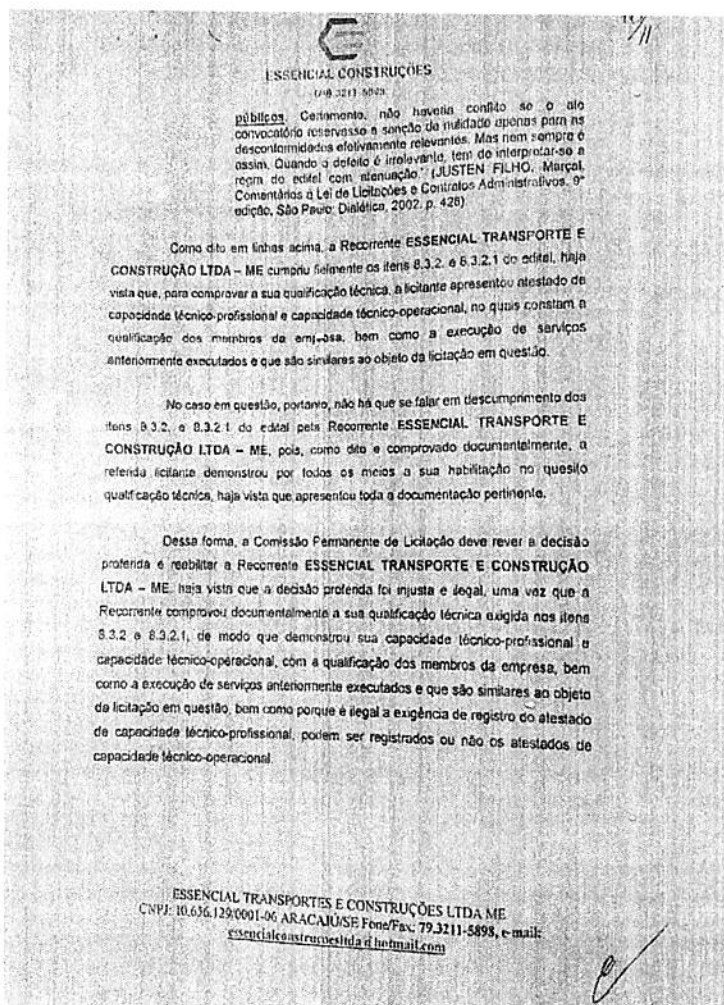 ESSENCIAL CONSTRUÇÕES
públicos. Certamente, não haveria conflito se o ato
convocatório reservasse a sanção de nulidade apenas para as
desconformidades efetivamente relevantes. Mas nem sempre é
assim. Quando o defeito é irrelevante, tem de interpretar-se a
regra do edital com atenuação." (JUSTEN FILHO, Marçal,
Comentários à Lei de Licitações e Contratos Administrativos. 9ª
edição, São Paulo: Dialética, 2002. p. 428)
Como dito em linhas acima, a Recorrente ESSENCIAL TRANSPORTE E
CONSTRUÇÃO LTDA – ME cumpriu fielmente os itens 8.3.2. e 8.3.2.1 do edital, haja
vista que, para comprovar a sua qualificação técnica, a licitante apresentou atestado de
capacidade técnico-profissional e capacidade técnico-operacional, no quais constam a
qualificação dos membros da empresa, bem como a execução de serviços
anteriormente executados e que são similares ao objeto da licitação em questão.
No caso em questão, portanto, não há que se falar em descumprimento dos
itens 8.3.2. e 8.3.2.1 do edital pela Recorrente ESSENCIAL TRANSPORTE E
CONSTRUÇÃO LTDA – ME, pois, como dito e comprovado documentalmente, a
referida licitante demonstrou por todos os meios a sua habilitação no quesito
qualificação técnica, haja vista que apresentou toda a documentação pertinente.
Dessa forma, a Comissão Permanente de Licitação deve rever a decisão
proferida e reabilitar a Recorrente ESSENCIAL TRANSPORTE E CONSTRUÇÃO
LTDA – ME, haja vista que a decisão proferida foi injusta e ilegal, uma vez que a
Recorrente comprovou documentalmente a sua qualificação técnica exigida nos itens
8.3.2 e 8.3.2.1, de modo que demonstrou sua capacidade técnico-profissional e
capacidade técnico-operacional, com a qualificação dos membros da empresa, bem
como a execução de serviços anteriormente executados e que são similares ao objeto
da licitação em questão, bem como porque é ilegal a exigência de registro do atestado
de capacidade técnico-profissional, podem ser registrados ou não os atestados de
capacidade técnico-operacional.
ESSENCIAL TRANSPORTES E CONSTRUÇÕES LTDA ME
CNPJ: 10.656.129/0001-06 ARACAJÚ/SE Fone/Fax: 79.3211-5898, e-mail:
essencialconstrucoesltda@hotmail.com